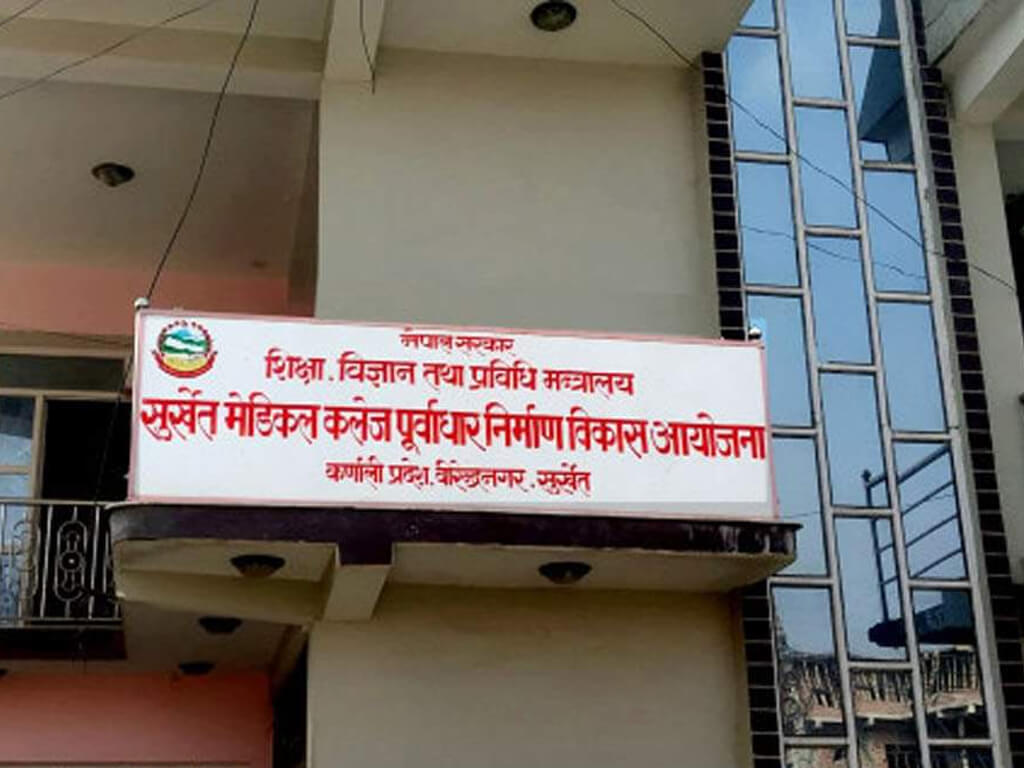 नेपाल सरकार
शिक्षा. विज्ञान तथा प्रविधि मन्त्रालय
सुर्खेत मेडिकल कलेज पूर्वाधार निर्माण विकास आयोजना
कर्णाली प्रदेश. वीरेन्द्रनगर. सुर्खेत